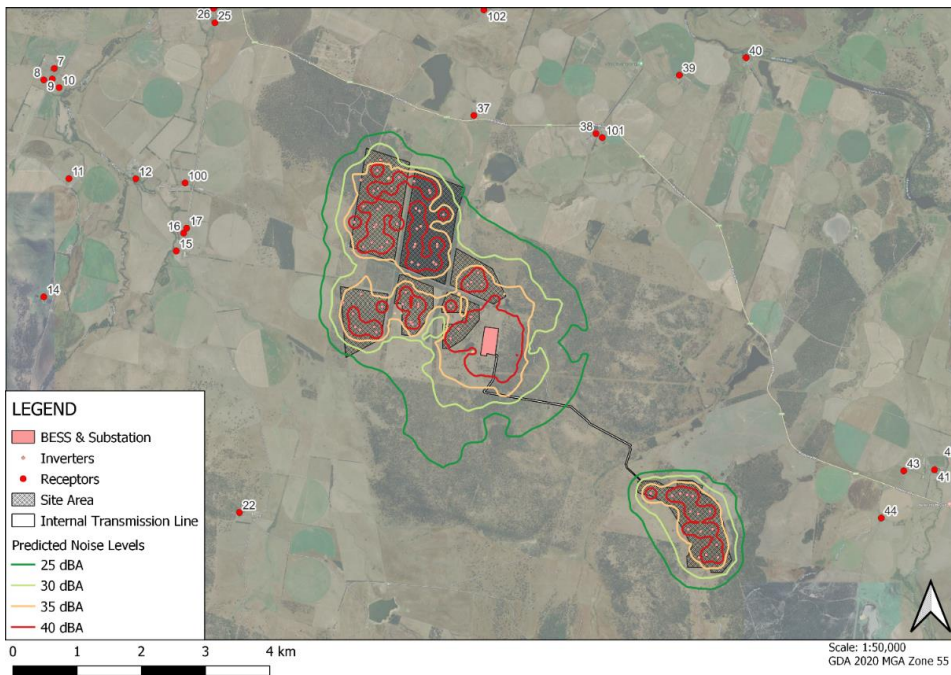 26 25
102
7
8
9 10
40
39
37
38 101
11 12 100
17
16
15
14
22
43 4
41
44
LEGEND
BESS & Substation
Inverters
Receptors
Site Area
Internal Transmission Line
Predicted Noise Levels
25 dBA
30 dBA
35 dBA
40 dBA
0 1 2 3 4 km
Scale: 1:50,000
GDA 2020 MGA Zone 55